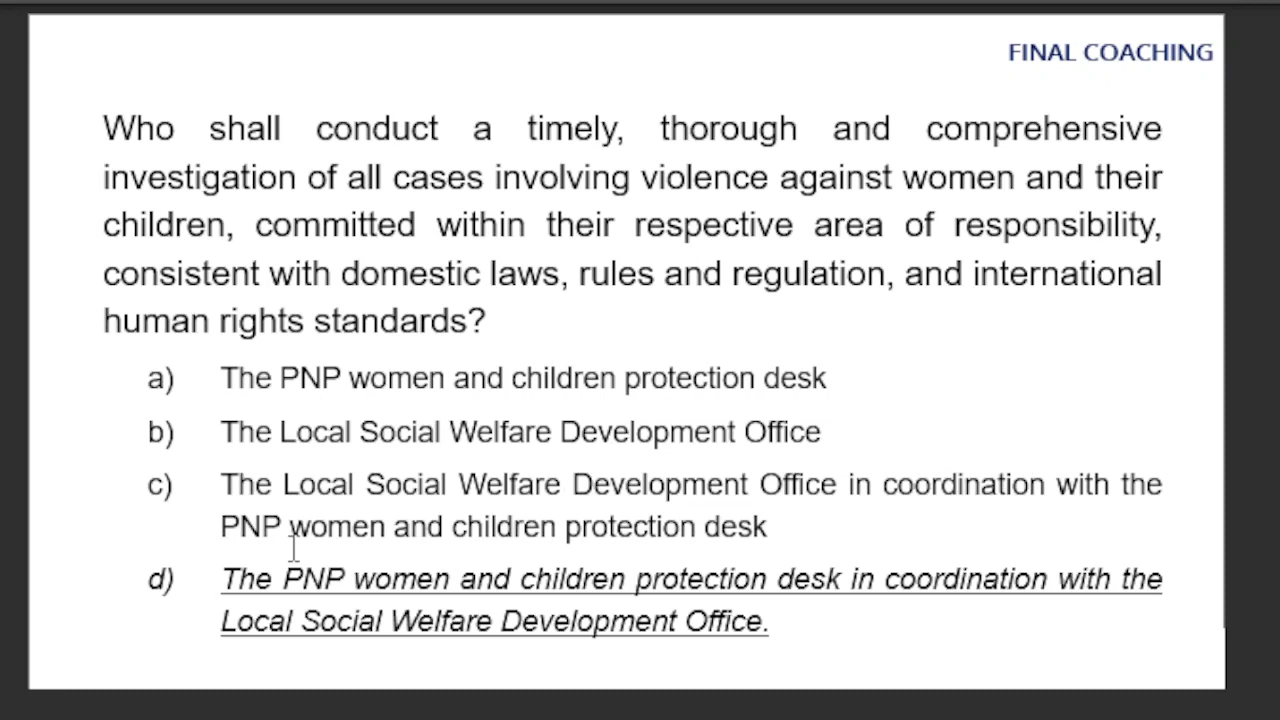 FINAL COACHING
Who shall conduct a timely, thorough and comprehensive
investigation of all cases involving violence against women and their
children, committed within their respective area of responsibility,
consistent with domestic laws, rules and regulation, and international
human rights standards?
a) The PNP women and children protection desk
b) The Local Social Welfare Development Office
c) The Local Social Welfare Development Office in coordination with the
PNP women and children protection desk
d) The PNP women and children protection desk in coordination with the
Local Social Welfare Development Office.